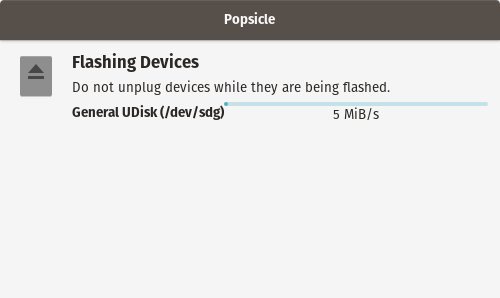 Popsicle
Flashing Devices
Do not unplug devices while they are being flashed.
General UDisk (/dev/sdg)
5 MiB/s